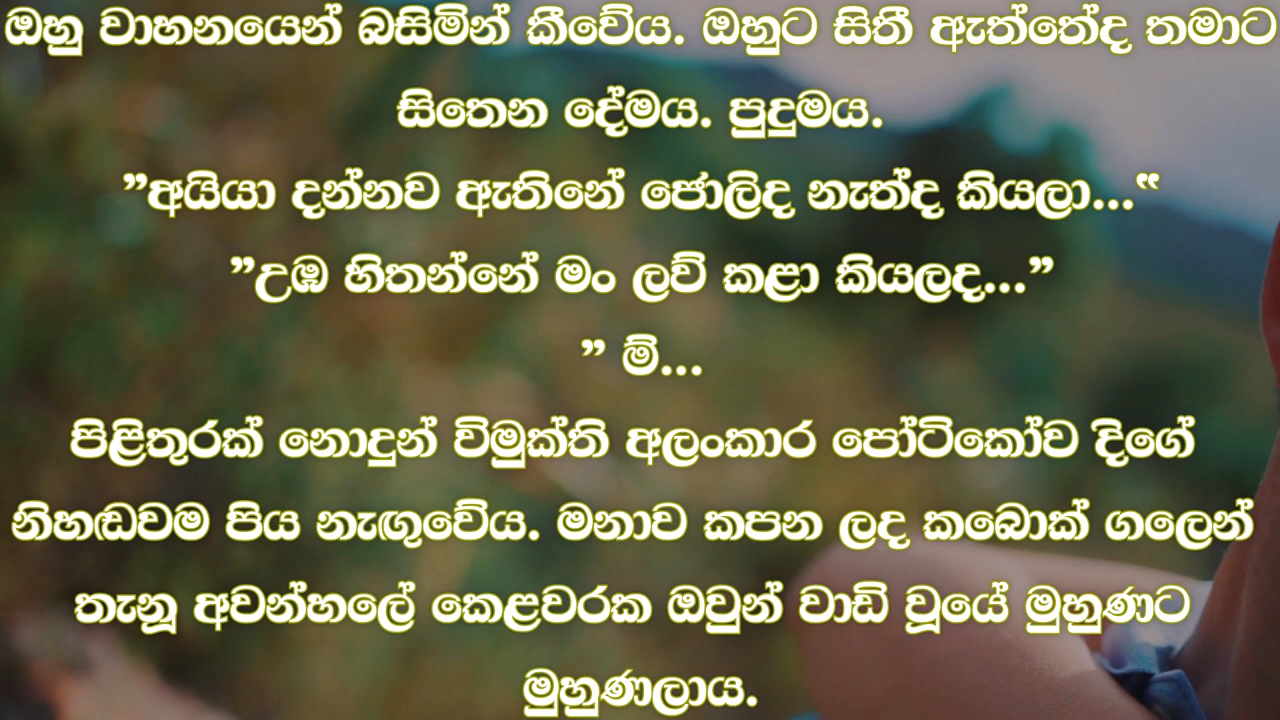 ඔහු වාහනයෙන් බසිමින් කීවේය. ඔහුට සිතී ඇත්තේද තමාට
සිතෙන දේමය. පුදුමය.
”අයියා දන්නව ඇතිනේ ජොලිද නැත්ද කියලා...“
”උඹ හිතන්නේ මං ලව් කළා කියලද...”
” ම්...
පිළිතුරක් නොදුන් විමුක්ති අලංකාර පෝටිකෝව දිගේ
නිහඬවම පිය නැඟුවේය. මනාව කපන ලද කබොක් ගලෙන්
තැනූ අවන්හලේ කෙළවරක ඔවුන් වාඩි වූයේ මුහුණට
මුහුණලාය.